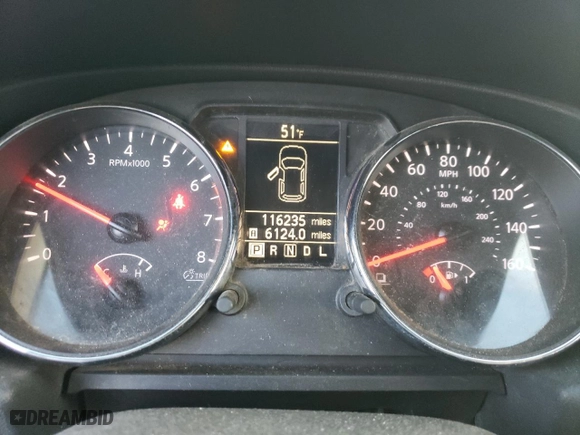 51°F
116235 miles
6124.0 miles
P R N D L
0 1 2 3 4 5 6 7 8
RPMx1000
C H
TRIP
0 20 40 60 80 100 120 140 160
MPH
40 80 120 160 200 240
km/h
0 1
DREAMBID